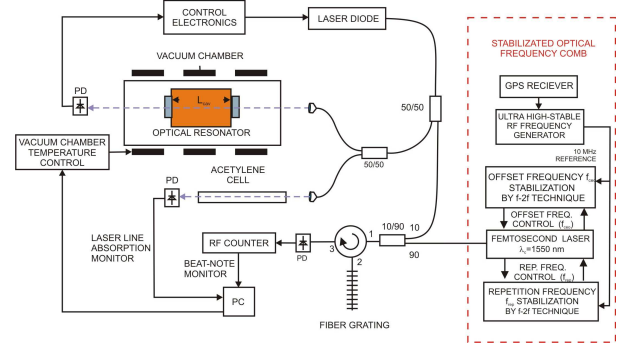 CONTROL
ELECTRONICS
LASER DIODE
STABILIZATED OPTICAL
FREQUENCY COMB
VACUUM CHAMBER
PD
GPS RECIEVER
50/50
OPTICAL RESONATOR
ULTRA HIGH-STABLE
RF FREQUENCY
GENERATOR
VACUUM CHAMBER
TEMPERATURE
CONTROL
50/50
10 MHz
REFERENCE
ACETYLENE
CELL
PD
OFFSET FREQUENCY
STABILIZATION
BY f-2f TECHNIQUE
OFFSET FREQ.
CONTROL
LASER LINE
ABSORPTION
MONITOR
RF COUNTER
PD
3
1
2
10/90
10
90
FEMTOSECOND LASER
=1550 nm
BEAT-NOTE
MONITOR
REP. FREQ.
CONTROL (frep)
PC
REPETITION FREQUENCY
frep STABILIZATION
BY f-2f TECHNIQUE
FIBER GRATING